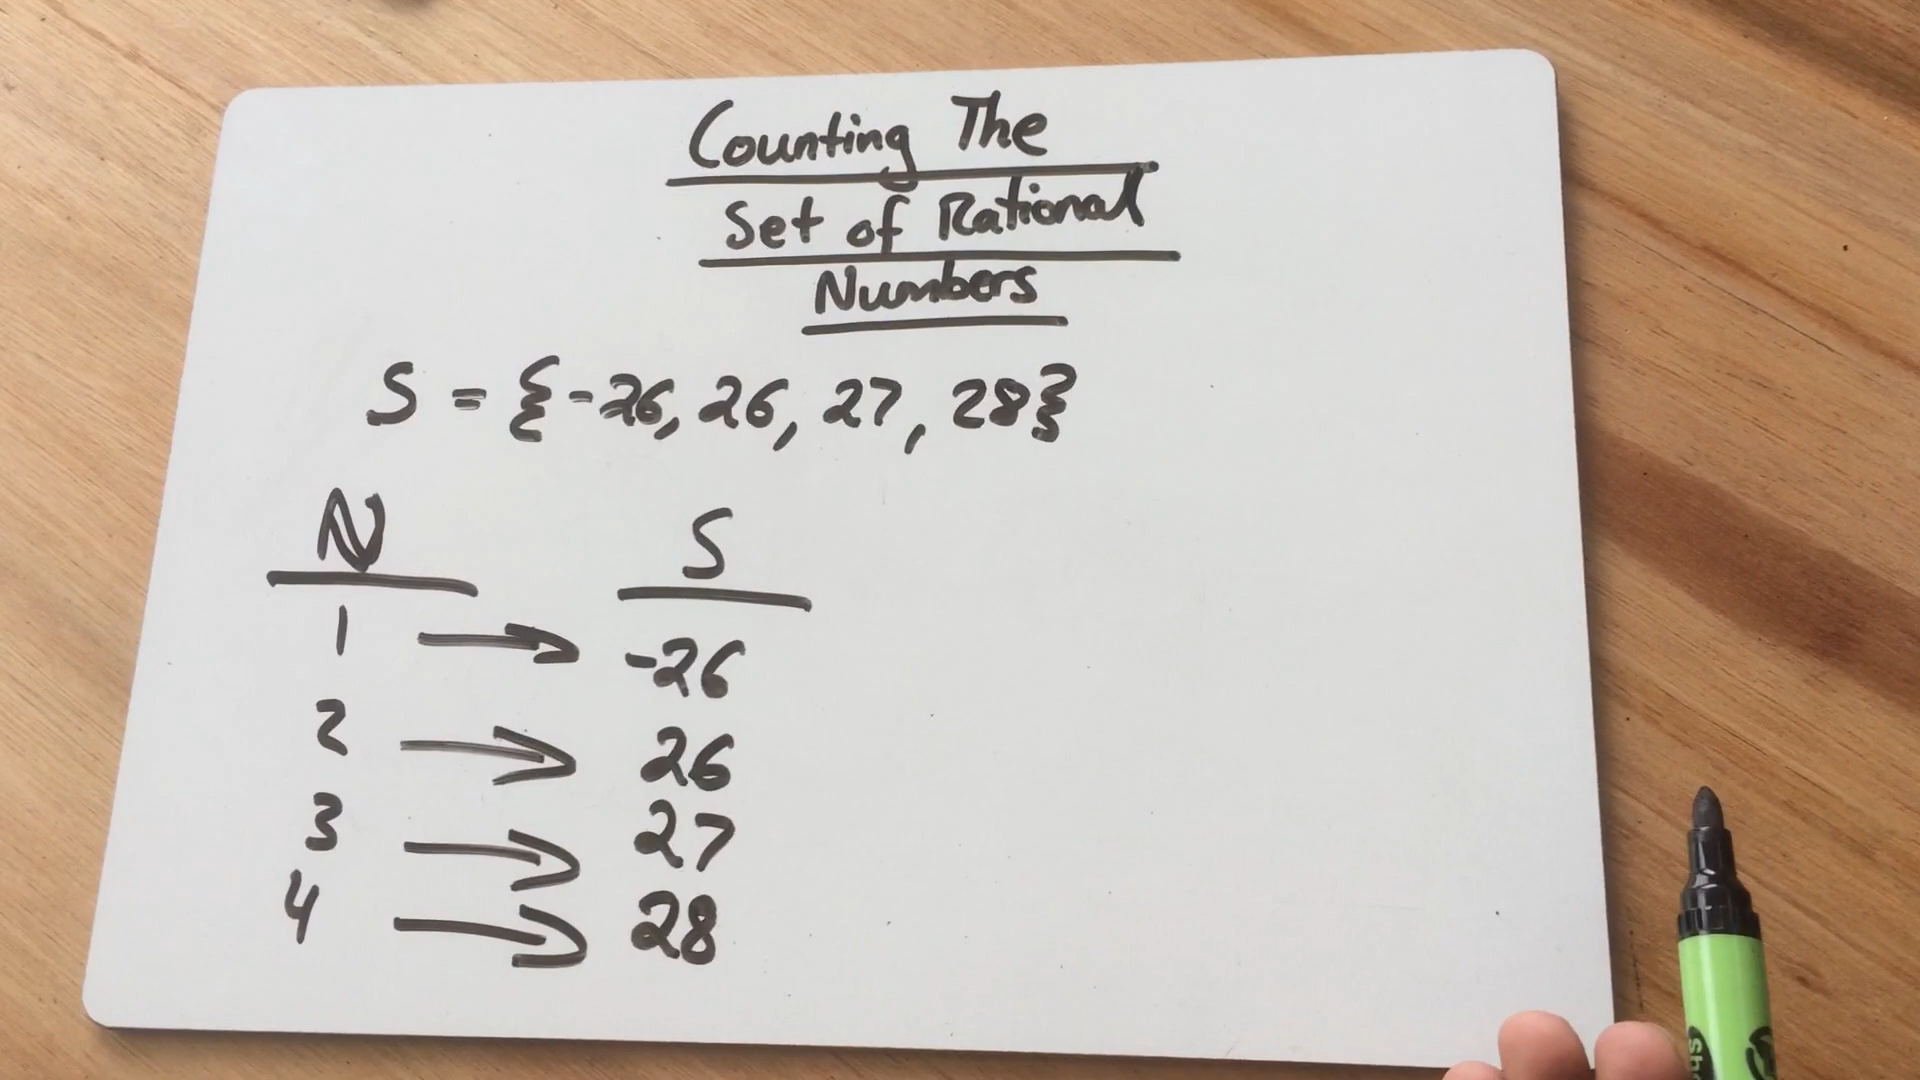 Counting The
Set of Rational
Numbers
S = {-26, 26, 27, 28}
N S
1 → -26
2 → 26
3 → 27
4 → 28